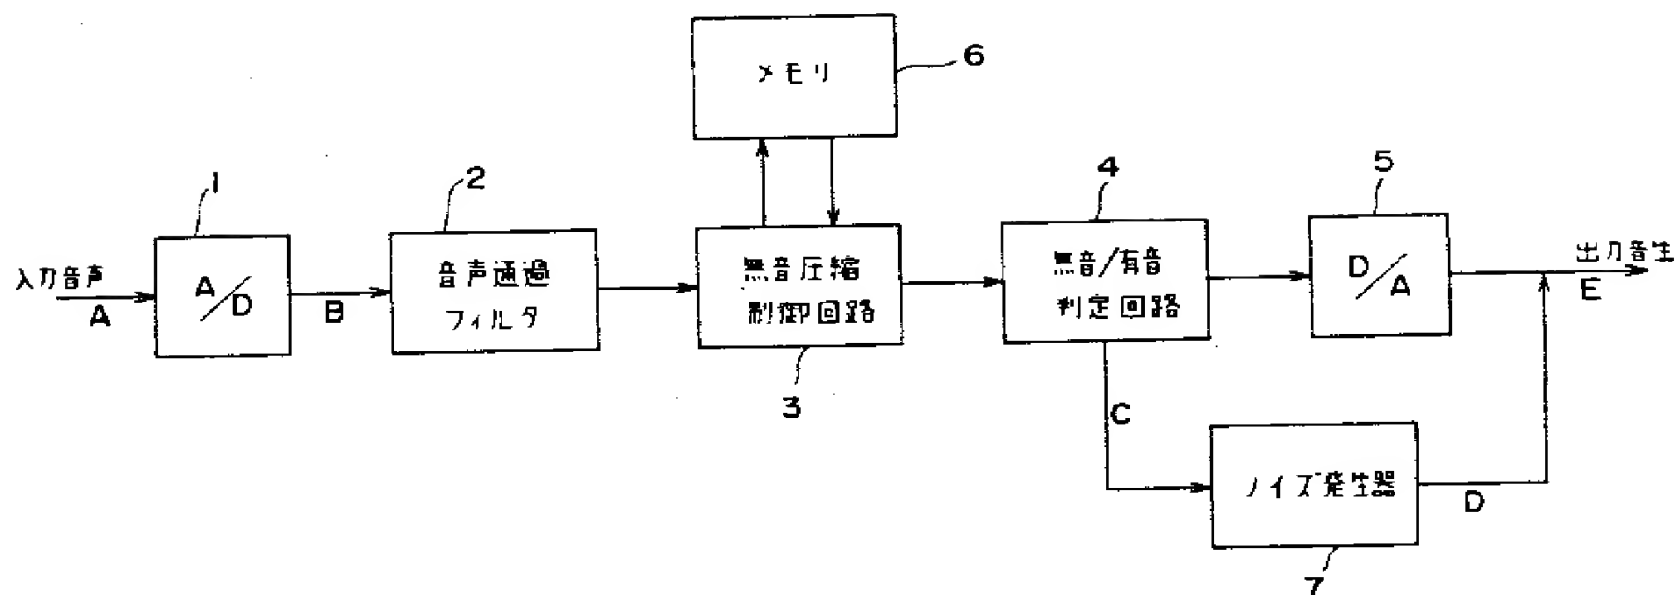 メモリ
6
1
2
4
5
入力音声
A
A/D
B
音声通過
フィルタ
無音圧縮
制御回路
3
無音/有音
判定回路
D/A
出力音生
E
C
ノイズ発生器
D
7